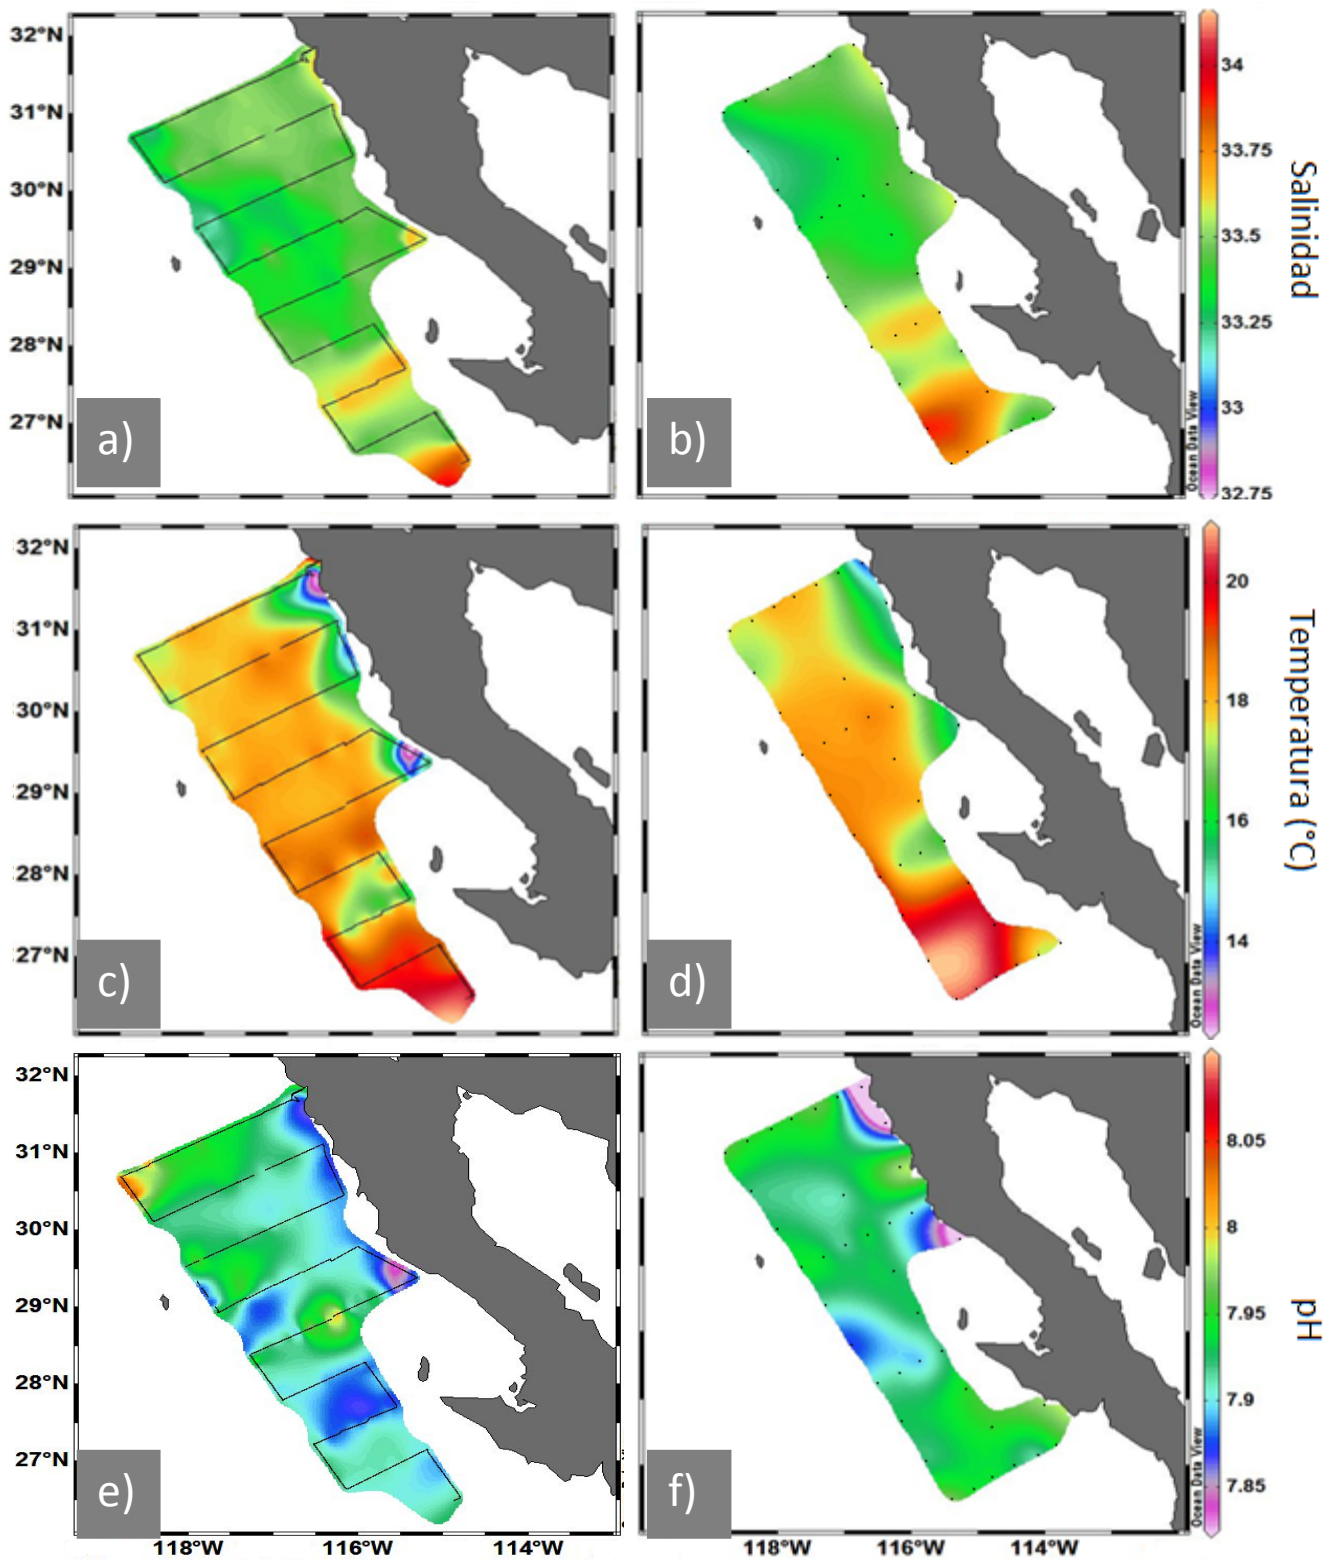 32°N
31°N
30°N
29°N
28°N
27°N
a)
b)
34
33.75
33.5
33.25
33
32.75
Ocean Data View
Salinidad
32°N
31°N
30°N
29°N
28°N
27°N
c)
d)
20
18
16
14
Ocean Data View
Temperatura (°C)
32°N
31°N
30°N
29°N
28°N
27°N
e)
f)
8.05
8
7.95
7.9
7.85
Ocean Data View
pH
118°W 116°W 114°W
118°W 116°W 114°W